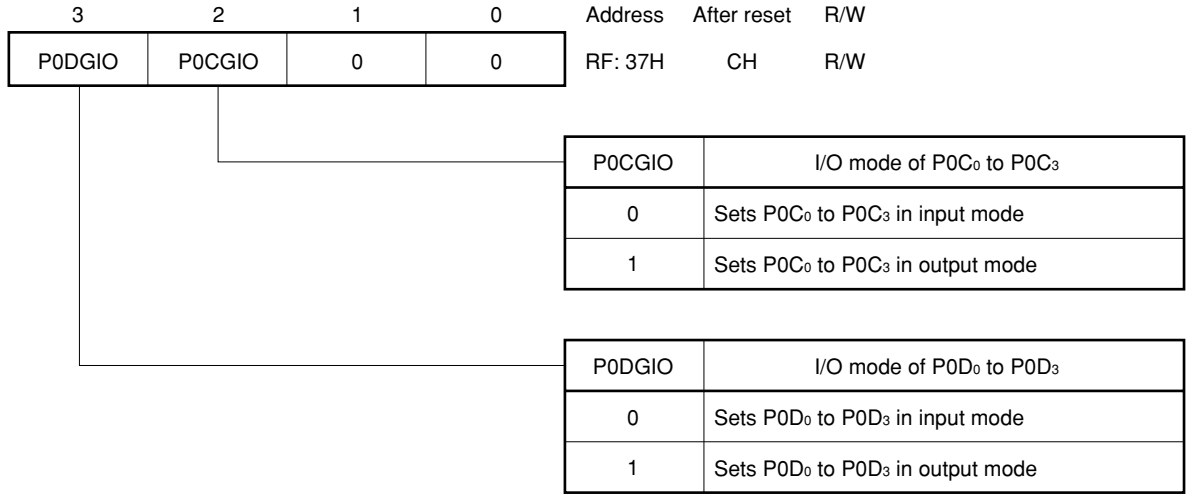 3 2 1 0 Address After reset R/W
P0DGIO P0CGIO 0 0 RF: 37H CH R/W
P0CGIO I/O mode of P0C₀ to P0C₃
0 Sets P0C₀ to P0C₃ in input mode
1 Sets P0C₀ to P0C₃ in output mode
P0DGIO I/O mode of P0D₀ to P0D₃
0 Sets P0D₀ to P0D₃ in input mode
1 Sets P0D₀ to P0D₃ in output mode